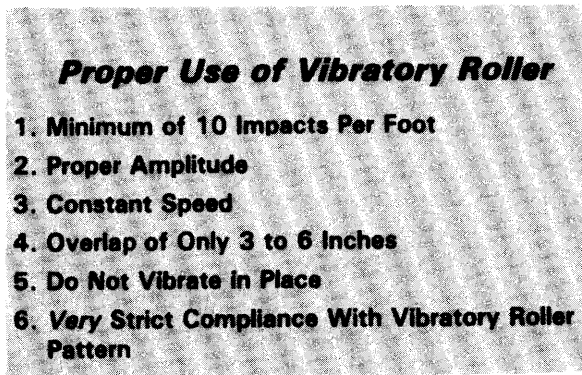 Proper Use of Vibratory Roller
1. Minimum of 10 Impacts Per Foot
2. Proper Amplitude
3. Constant Speed
4. Overlap of Only 3 to 6 Inches
5. Do Not Vibrate in Place
6. Very Strict Compliance With Vibratory Roller
Pattern